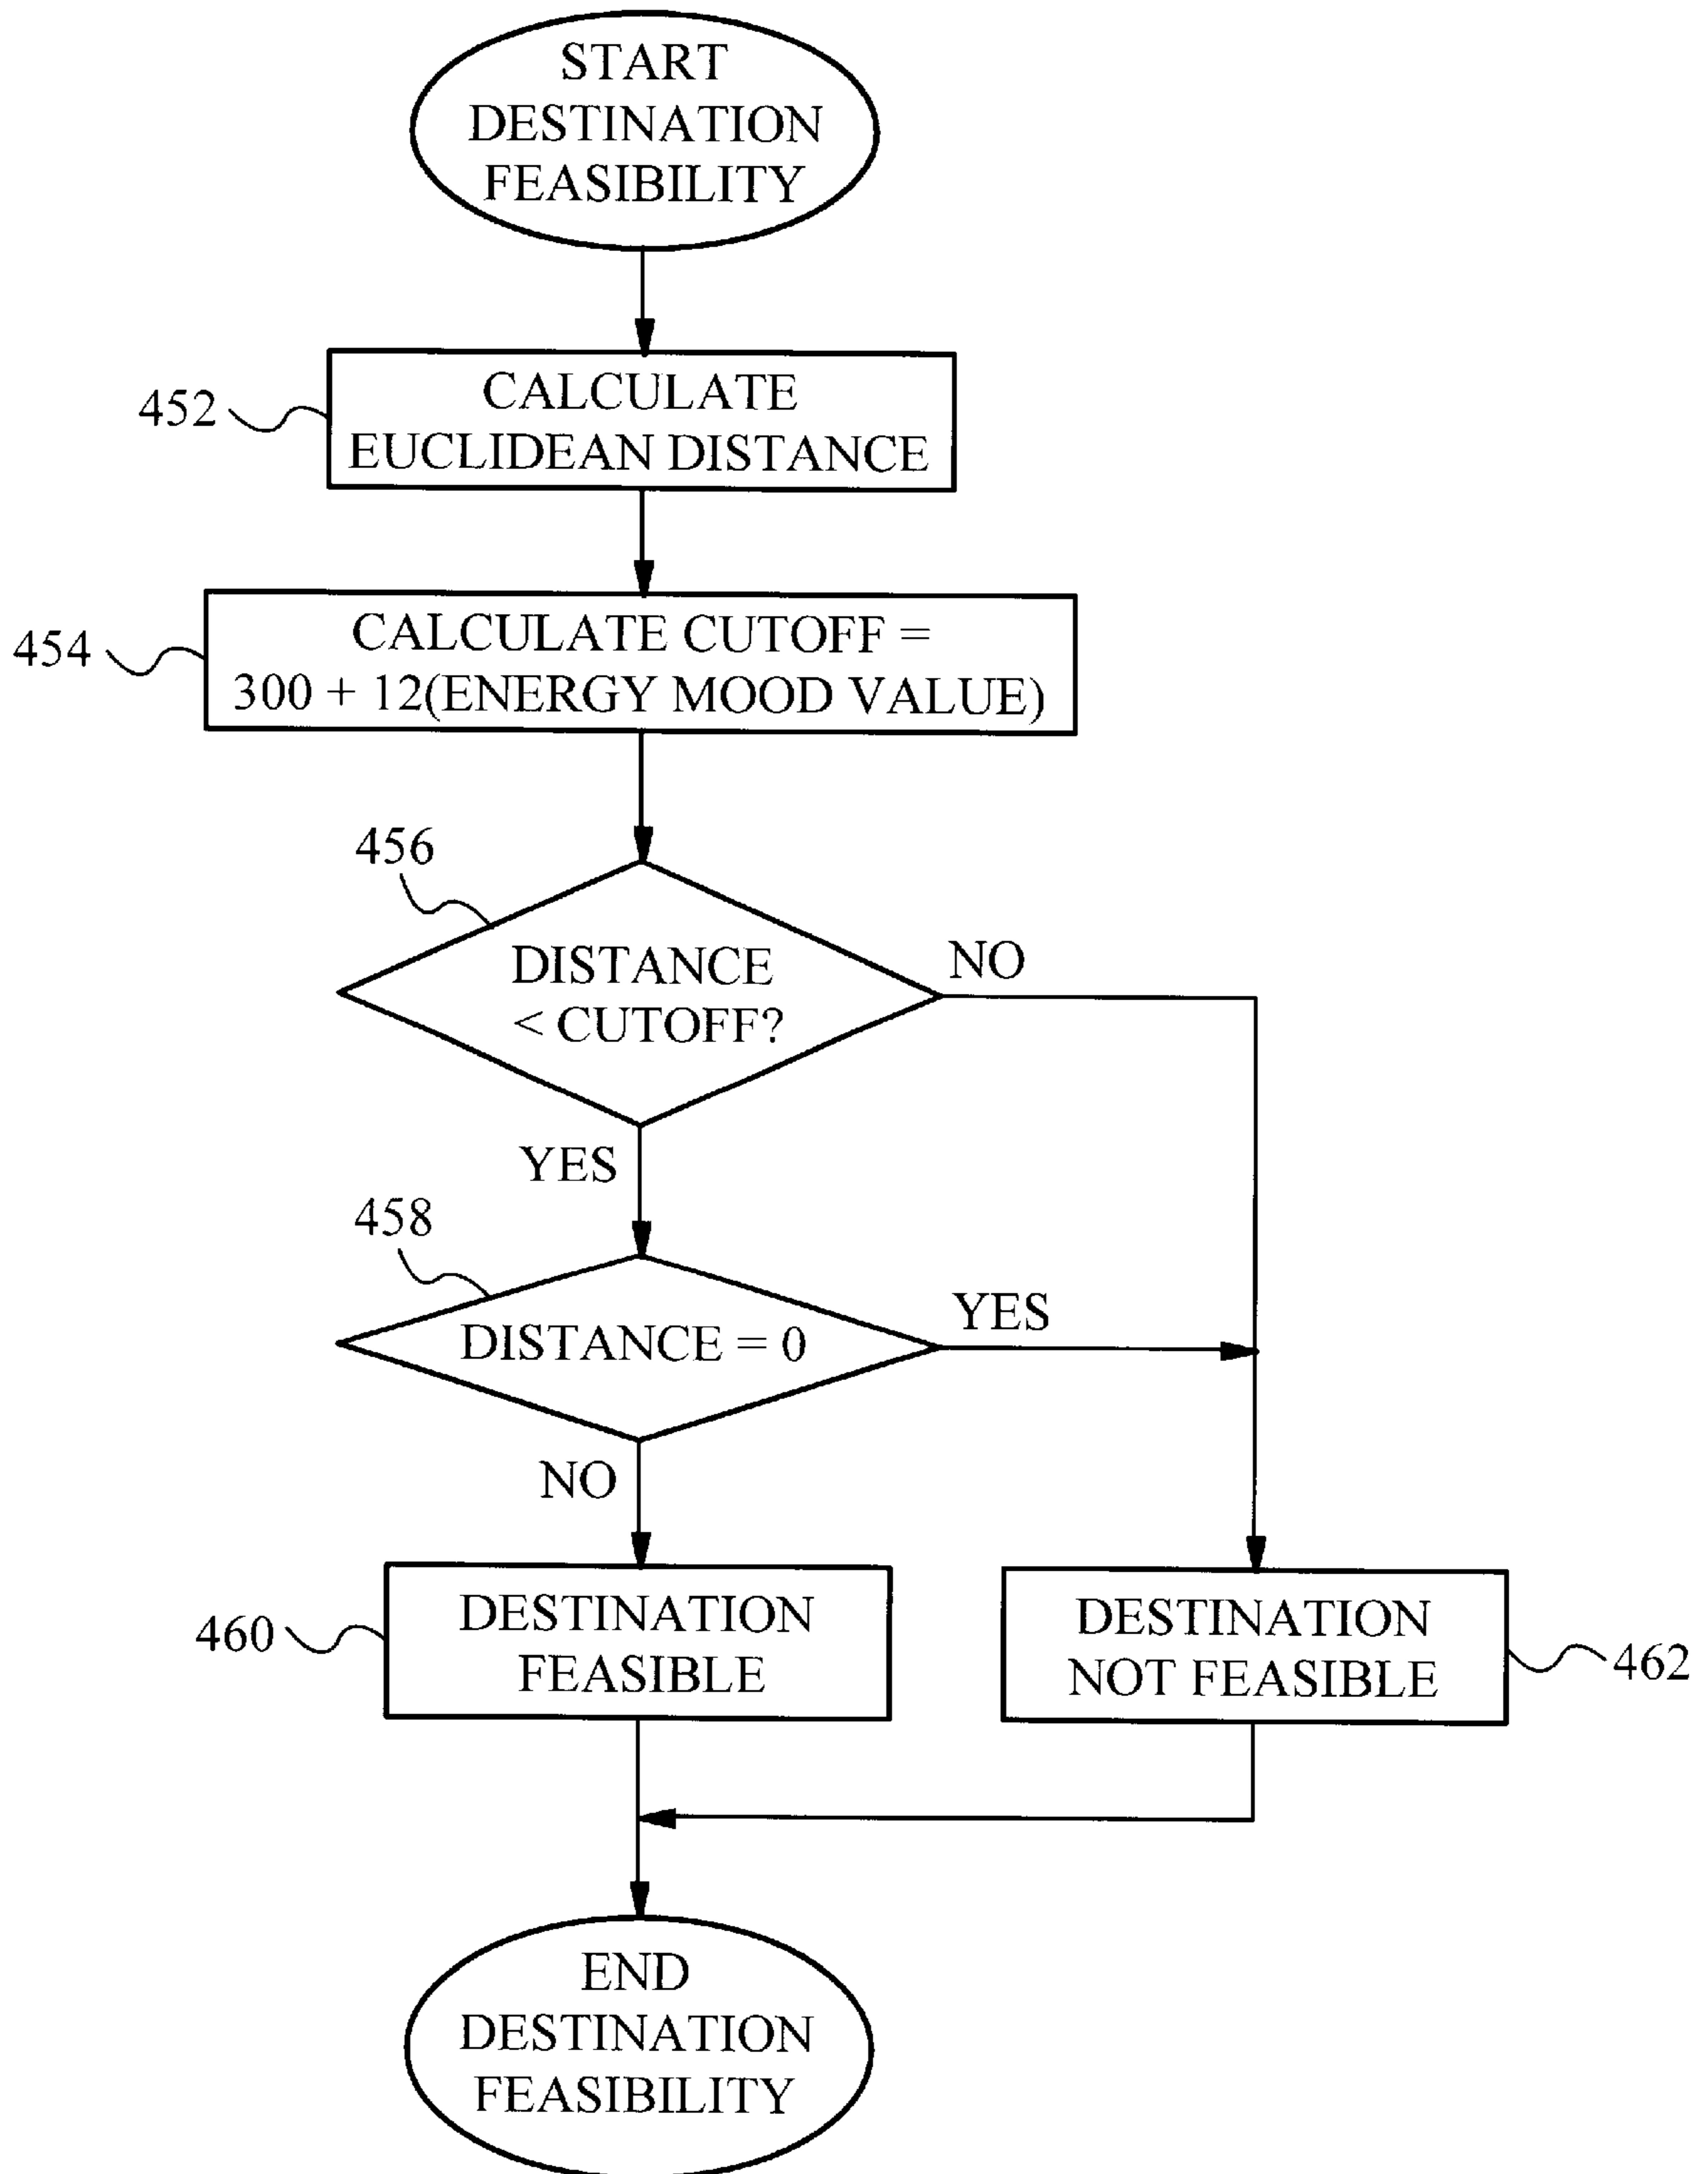 START
DESTINATION
FEASIBILITY
452
CALCULATE
EUCLIDEAN DISTANCE
454
CALCULATE CUTOFF =
300 + 12(ENERGY MOOD VALUE)
456
DISTANCE
< CUTOFF?
NO
YES
458
DISTANCE = 0
YES
NO
460
DESTINATION
FEASIBLE
DESTINATION
NOT FEASIBLE
462
END
DESTINATION
FEASIBILITY